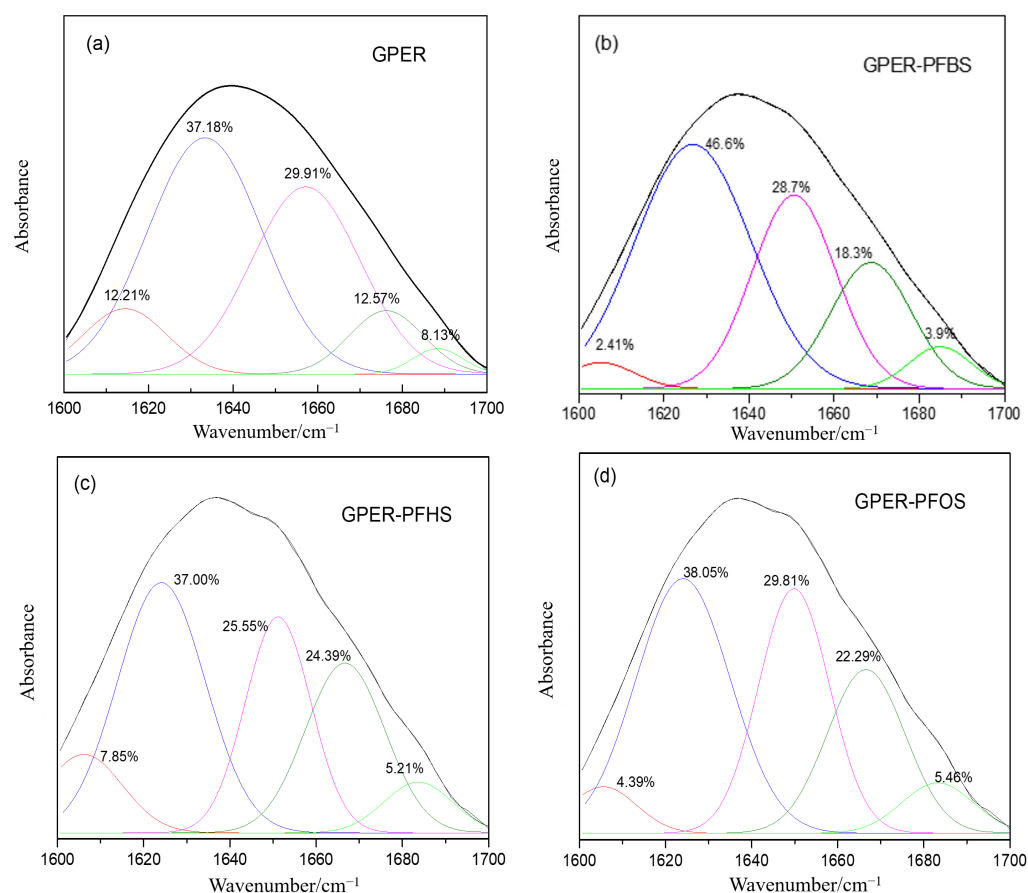 (a)
GPER
37.18%
29.91%
12.21%
12.57%
8.13%
Absorbance
1600 1620 1640 1660 1680 1700
Wavenumber/cm⁻¹
(b)
GPER-PFBS
46.6%
28.7%
18.3%
2.41%
3.9%
Absorbance
1600 1620 1640 1660 1680 1700
Wavenumber/cm⁻¹
(c)
GPER-PFHS
37.00%
25.55%
24.39%
7.85%
5.21%
Absorbance
1600 1620 1640 1660 1680 1700
Wavenumber/cm⁻¹
(d)
GPER-PFOS
38.05%
29.81%
22.29%
4.39%
5.46%
Absorbance
1600 1620 1640 1660 1680 1700
Wavenumber/cm⁻¹